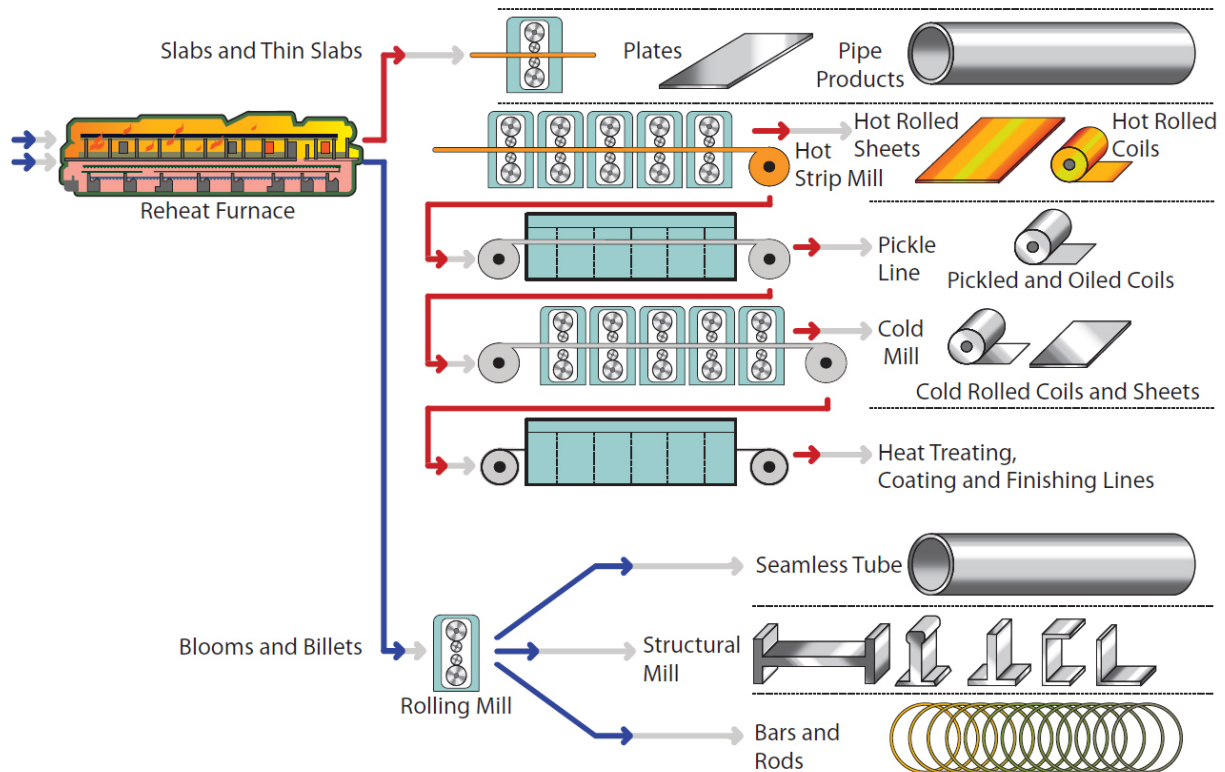 Slabs and Thin Slabs
Plates
Pipe
Products
Reheat Furnace
Hot
Strip Mill
Hot Rolled
Sheets
Hot Rolled
Coils
Pickle
Line
Pickled and Oiled Coils
Cold
Mill
Cold Rolled Coils and Sheets
Heat Treating,
Coating and Finishing Lines
Blooms and Billets
Rolling Mill
Seamless Tube
Structural
Mill
Bars and
Rods